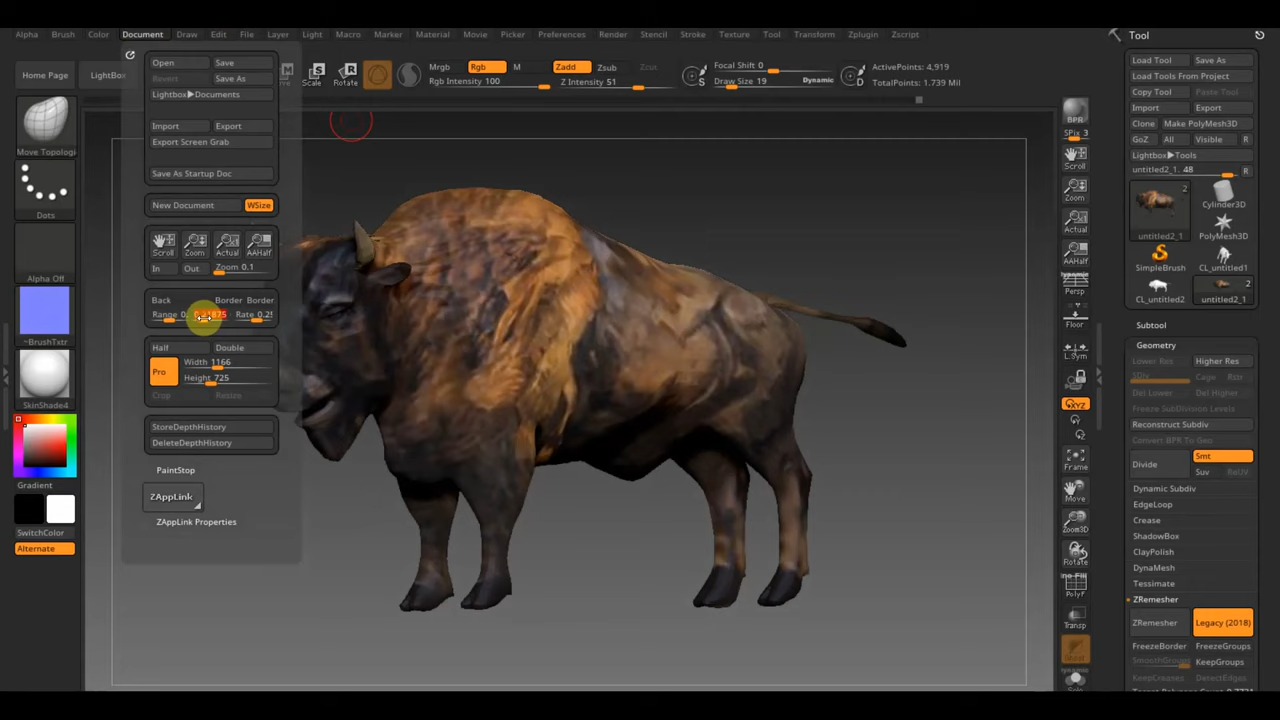 Alpha Brush Color Document Draw Edit File Layer Light Macro Marker Material Movie Picker Preferences Render Stencil Stroke Texture Tool Transform Zplugin Zscript
Tool
Home Page
LightBox
Scale
Rotate
Mrgb Rgb M
Rgb Intensity 100
Zadd Zsub Zcut
Z Intensity 51
S
Focal Shift 0
Draw Size 19
Dynamic
D
ActivePoints: 4,919
TotalPoints: 1.739 Mil
Open Save
Revert Save As
Lightbox▶Documents
Import Export
Export Screen Grab
Save As Startup Doc
New Document WSize
Scroll Zoom Actual AAHalf
In Out Zoom 0.1
Back Border Border
Range 0. Rate 0.2
Half Double
Pro
Width 1166
Height 725
Crop Resize
StoreDepthHistory
DeleteDepthHistory
PaintStop
ZAppLink
ZAppLink Properties
Move Topologi
Dots
Alpha Off
~BrushTxtr
SkinShade4
Gradient
SwitchColor
Alternate
BPR
SPix 3
Scroll
Zoom
Actual
AAHalf
Persp
Floor
L.Sym
XYZ
Y
Z
Frame
Move
Zoom3D
Rotate
PolyF
Transp
Solo
Load Tool Save As
Load Tools From Project
Copy Tool Paste Tool
Import Export
Clone Make PolyMesh3D
GoZ All Visible R
Lightbox▶Tools
untitled2_1. 48 R
2
untitled2_1
Cylinder3D
PolyMesh3D
SimpleBrush CL_untitled1
2
CL_untitled2 untitled2_1
Subtool
Geometry
Lower Res Higher Res
SDiv Cage Rstr
Del Lower Del Higher
Freeze SubDivision Levels
Reconstruct Subdiv
Convert BPR To Geo
Divide Smt
Suv ReUV
Dynamic Subdiv
EdgeLoop
Crease
ShadowBox
ClayPolish
DynaMesh
Tessimate
ZRemesher
ZRemesher Legacy (2018)
FreezeBorder FreezeGroups
SmoothGroups KeepGroups
KeepCreases DetectEdges